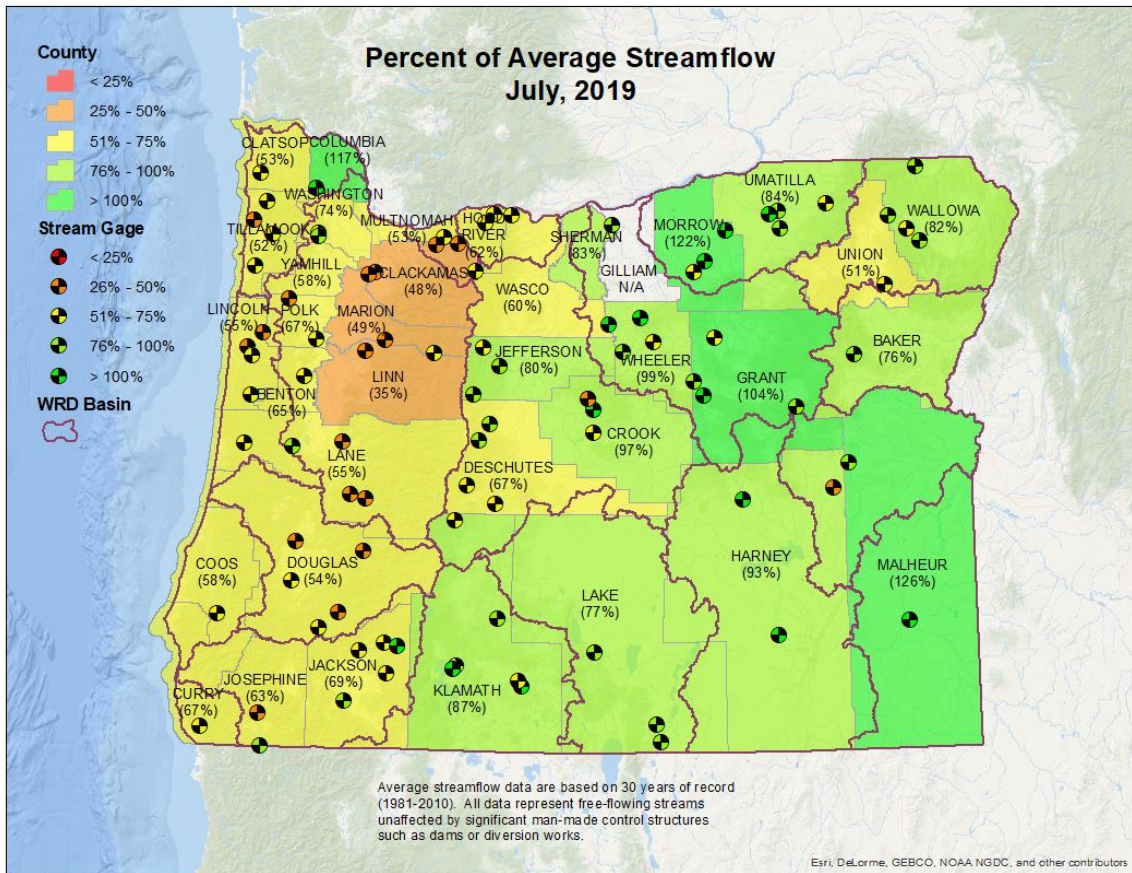 Percent of Average Streamflow
July, 2019
County
< 25%
25% - 50%
51% - 75%
76% - 100%
> 100%
Stream Gage
< 25%
26% - 50%
51% - 75%
76% - 100%
> 100%
WRD Basin
CLATSOP
(53%)
COLUMBIA
(117%)
WASHINGTON
(74%)
TILLAMOOK
(52%)
MULTNOMAH
(53%)
HOOD
RIVER
(62%)
SHERMAN
(83%)
GILLIAM
N/A
MORROW
(122%)
UMATILLA
(84%)
WALLOWA
(82%)
UNION
(51%)
YAMHILL
(58%)
CLACKAMAS
(48%)
WASCO
(60%)
LINCOLN
(55%)
POLK
(67%)
MARION
(49%)
JEFFERSON
(80%)
WHEELER
(99%)
GRANT
(104%)
BAKER
(76%)
LINN
(35%)
BENTON
(65%)
CROOK
(97%)
LANE
(55%)
DESCHUTES
(67%)
COOS
(58%)
DOUGLAS
(54%)
LAKE
(77%)
HARNEY
(93%)
MALHEUR
(126%)
CURRY
(67%)
JOSEPHINE
(63%)
JACKSON
(69%)
KLAMATH
(87%)
Average streamflow data are based on 30 years of record
(1981-2010). All data represent free-flowing streams
unaffected by significant man-made control structures
such as dams or diversion works.
Esri, DeLorme, GEBCO, NOAA NGDC, and other contributors